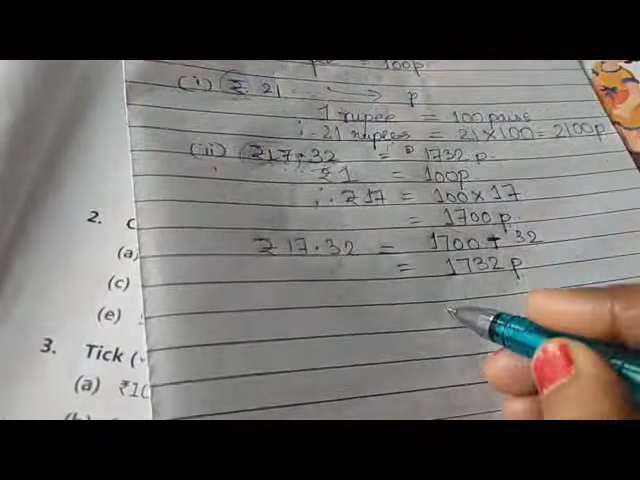 = 100p
(i) ₹ 21 → p
1 rupee = 100 paise
∴ 21 rupees = 21×100 = 2100p
(ii) ₹17.32 = 1732 p.
₹1 = 100p
∴ ₹17 = 100×17
= 1700 p.
₹17.32 = 1700 + 32
= 1732 p
2. C
(a)
(c)
(e)
3. Tick (
(a) ₹10